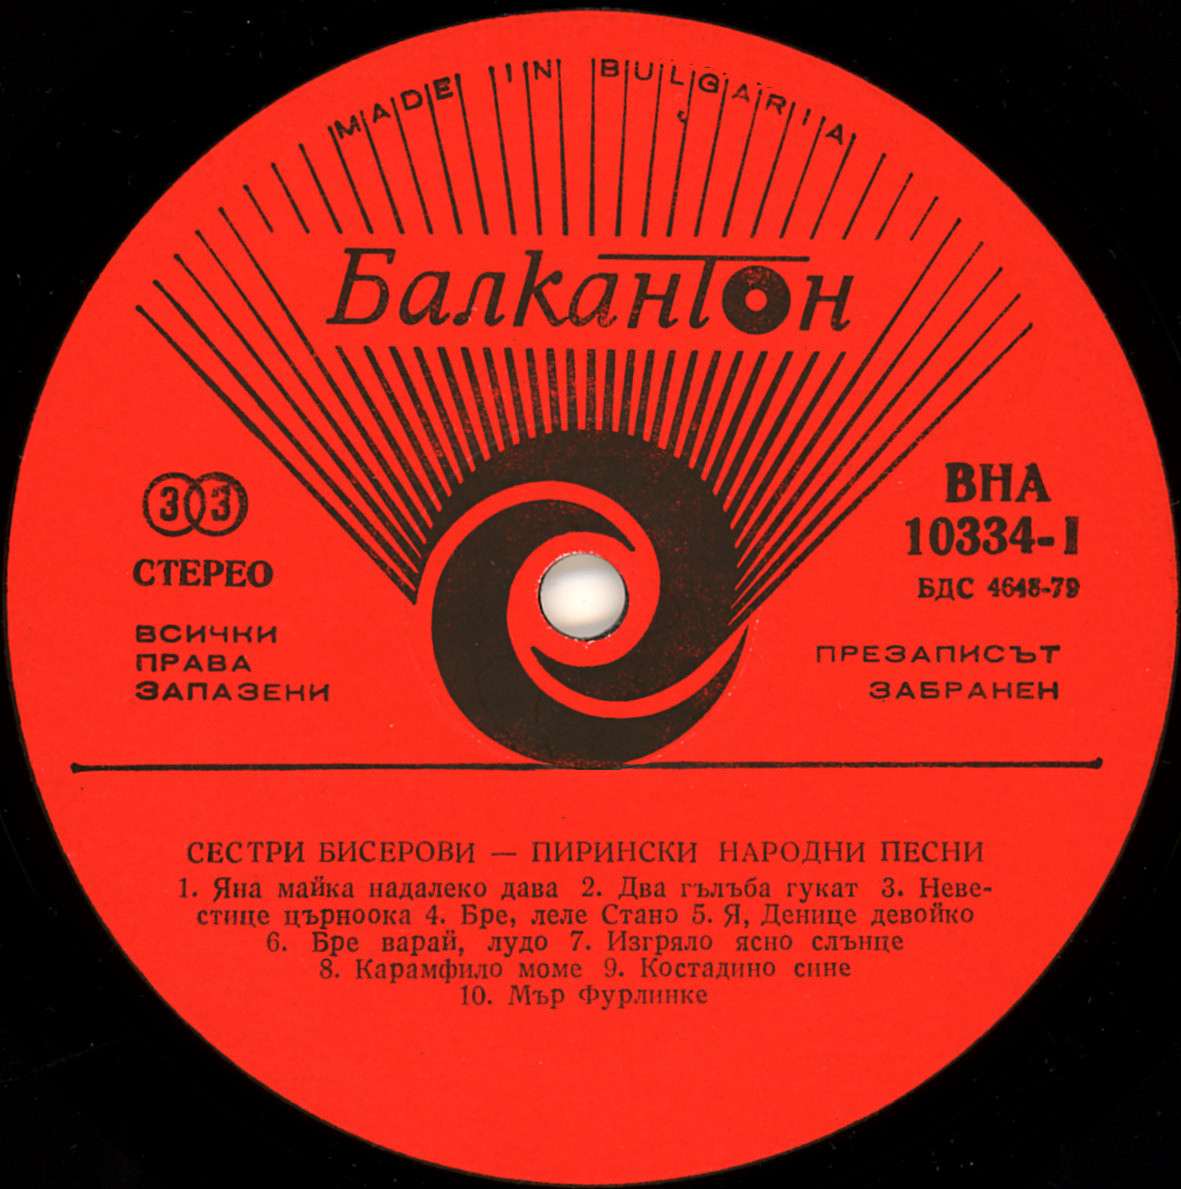 MADE IN BULGARIA
Балкантон
33
СТЕРЕО
ВСИЧКИ
ПРАВА
ЗАПАЗЕНИ
ВНА
10334-I
БДС 4648-79
ПРЕЗАПИСЪТ
ЗАБРАНЕН
СЕСТРИ БИСЕРОВИ — ПИРИНСКИ НАРОДНИ ПЕСНИ
1. Яна майка надалеко дава 2. Два гълъба гукат 3. Неве-
стице църноока 4. Бре, леле Стано 5. Я, Денице девойко
6. Бре варай, лудо 7. Изгряло ясно слънце
8. Карамфило моме 9. Костадино сине
10. Мър Фурлинке